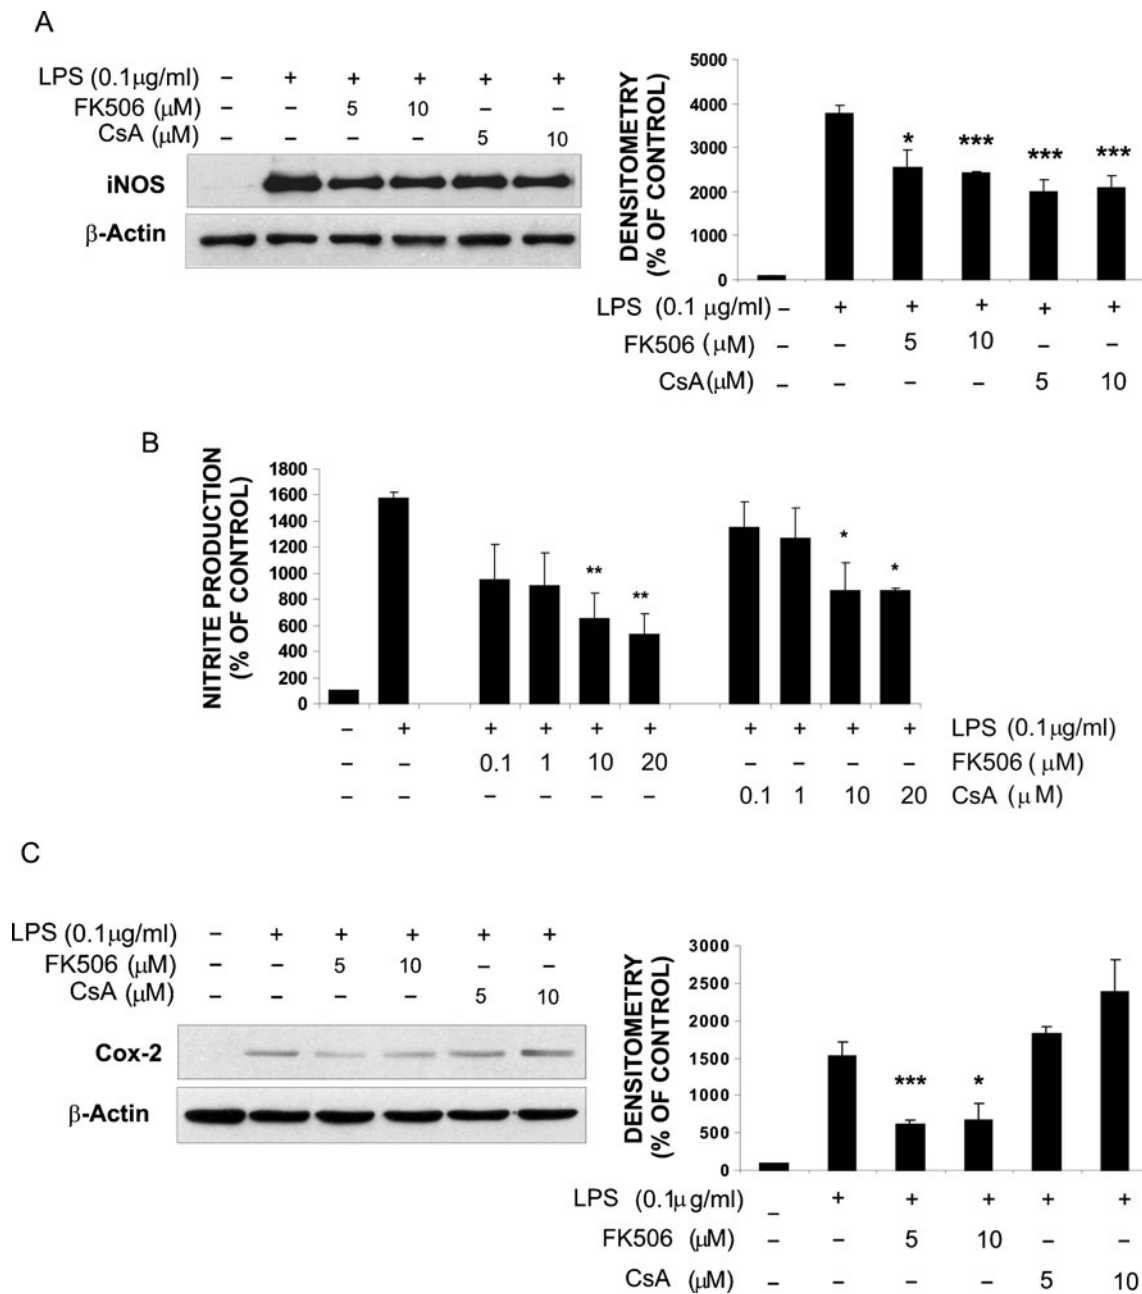 A
LPS (0.1µg/ml) – + + + + +
FK506 (µM) – – 5 10 – –
CsA (µM) – – – – 5 10
iNOS
β-Actin
DENSITOMETRY
(% OF CONTROL)
5000
4000
3000
2000
1000
0
* *** *** ***
LPS (0.1 µg/ml) – + + + + +
FK506 (µM) – – 5 10 – –
CsA(µM) – – – – 5 10
B
NITRITE PRODUCTION
(% OF CONTROL)
1800
1600
1400
1200
1000
800
600
400
200
0
** ** * *
– + + + + + + + + + LPS (0.1µg/ml)
– – 0.1 1 10 20 – – – – FK506 ( µM)
– – – – – – 0.1 1 10 20 CsA (µ M)
C
LPS (0.1µg/ml) – + + + + +
FK506 (µM) – – 5 10 – –
CsA (µM) – – – – 5 10
Cox-2
β-Actin
DENSITOMETRY
(% OF CONTROL)
3000
2500
2000
1500
1000
500
0
*** *
LPS (0.1µ g/ml) – + + + + +
FK506 (µM) – – 5 10 – –
CsA (µM) – – – – 5 10